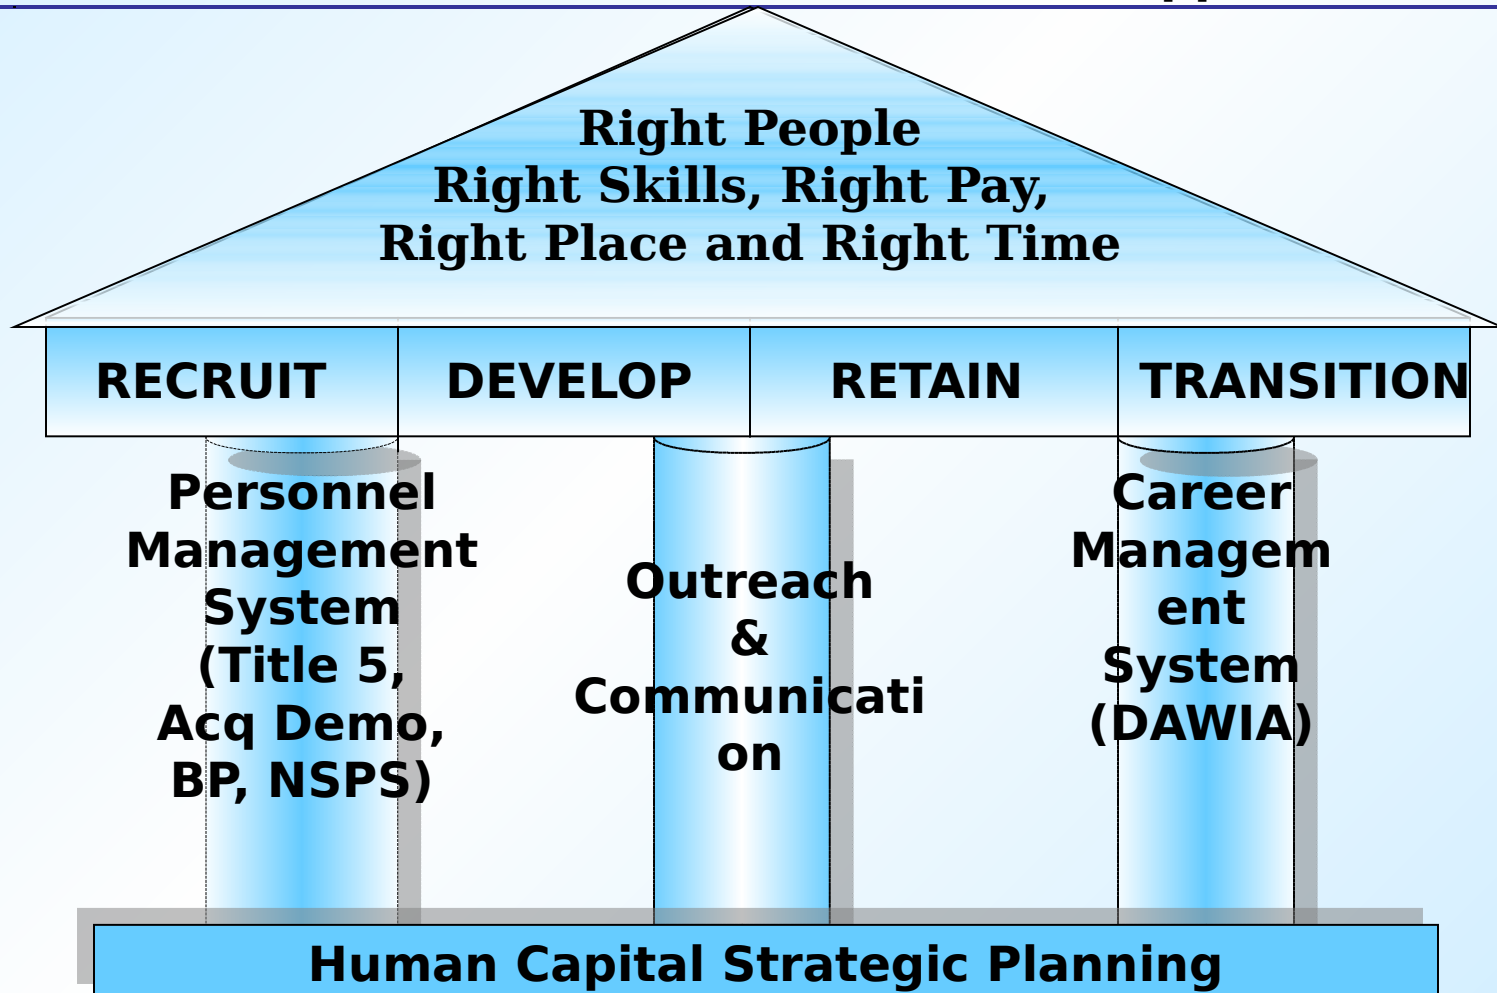 Right People
Right Skills, Right Pay,
Right Place and Right Time
RECRUIT
DEVELOP
RETAIN
TRANSITION
Personnel
Management
System
(Title 5,
Acq Demo,
BP, NSPS)
Outreach
&
Communicati
on
Career
Managem
ent
System
(DAWIA)
Human Capital Strategic Planning